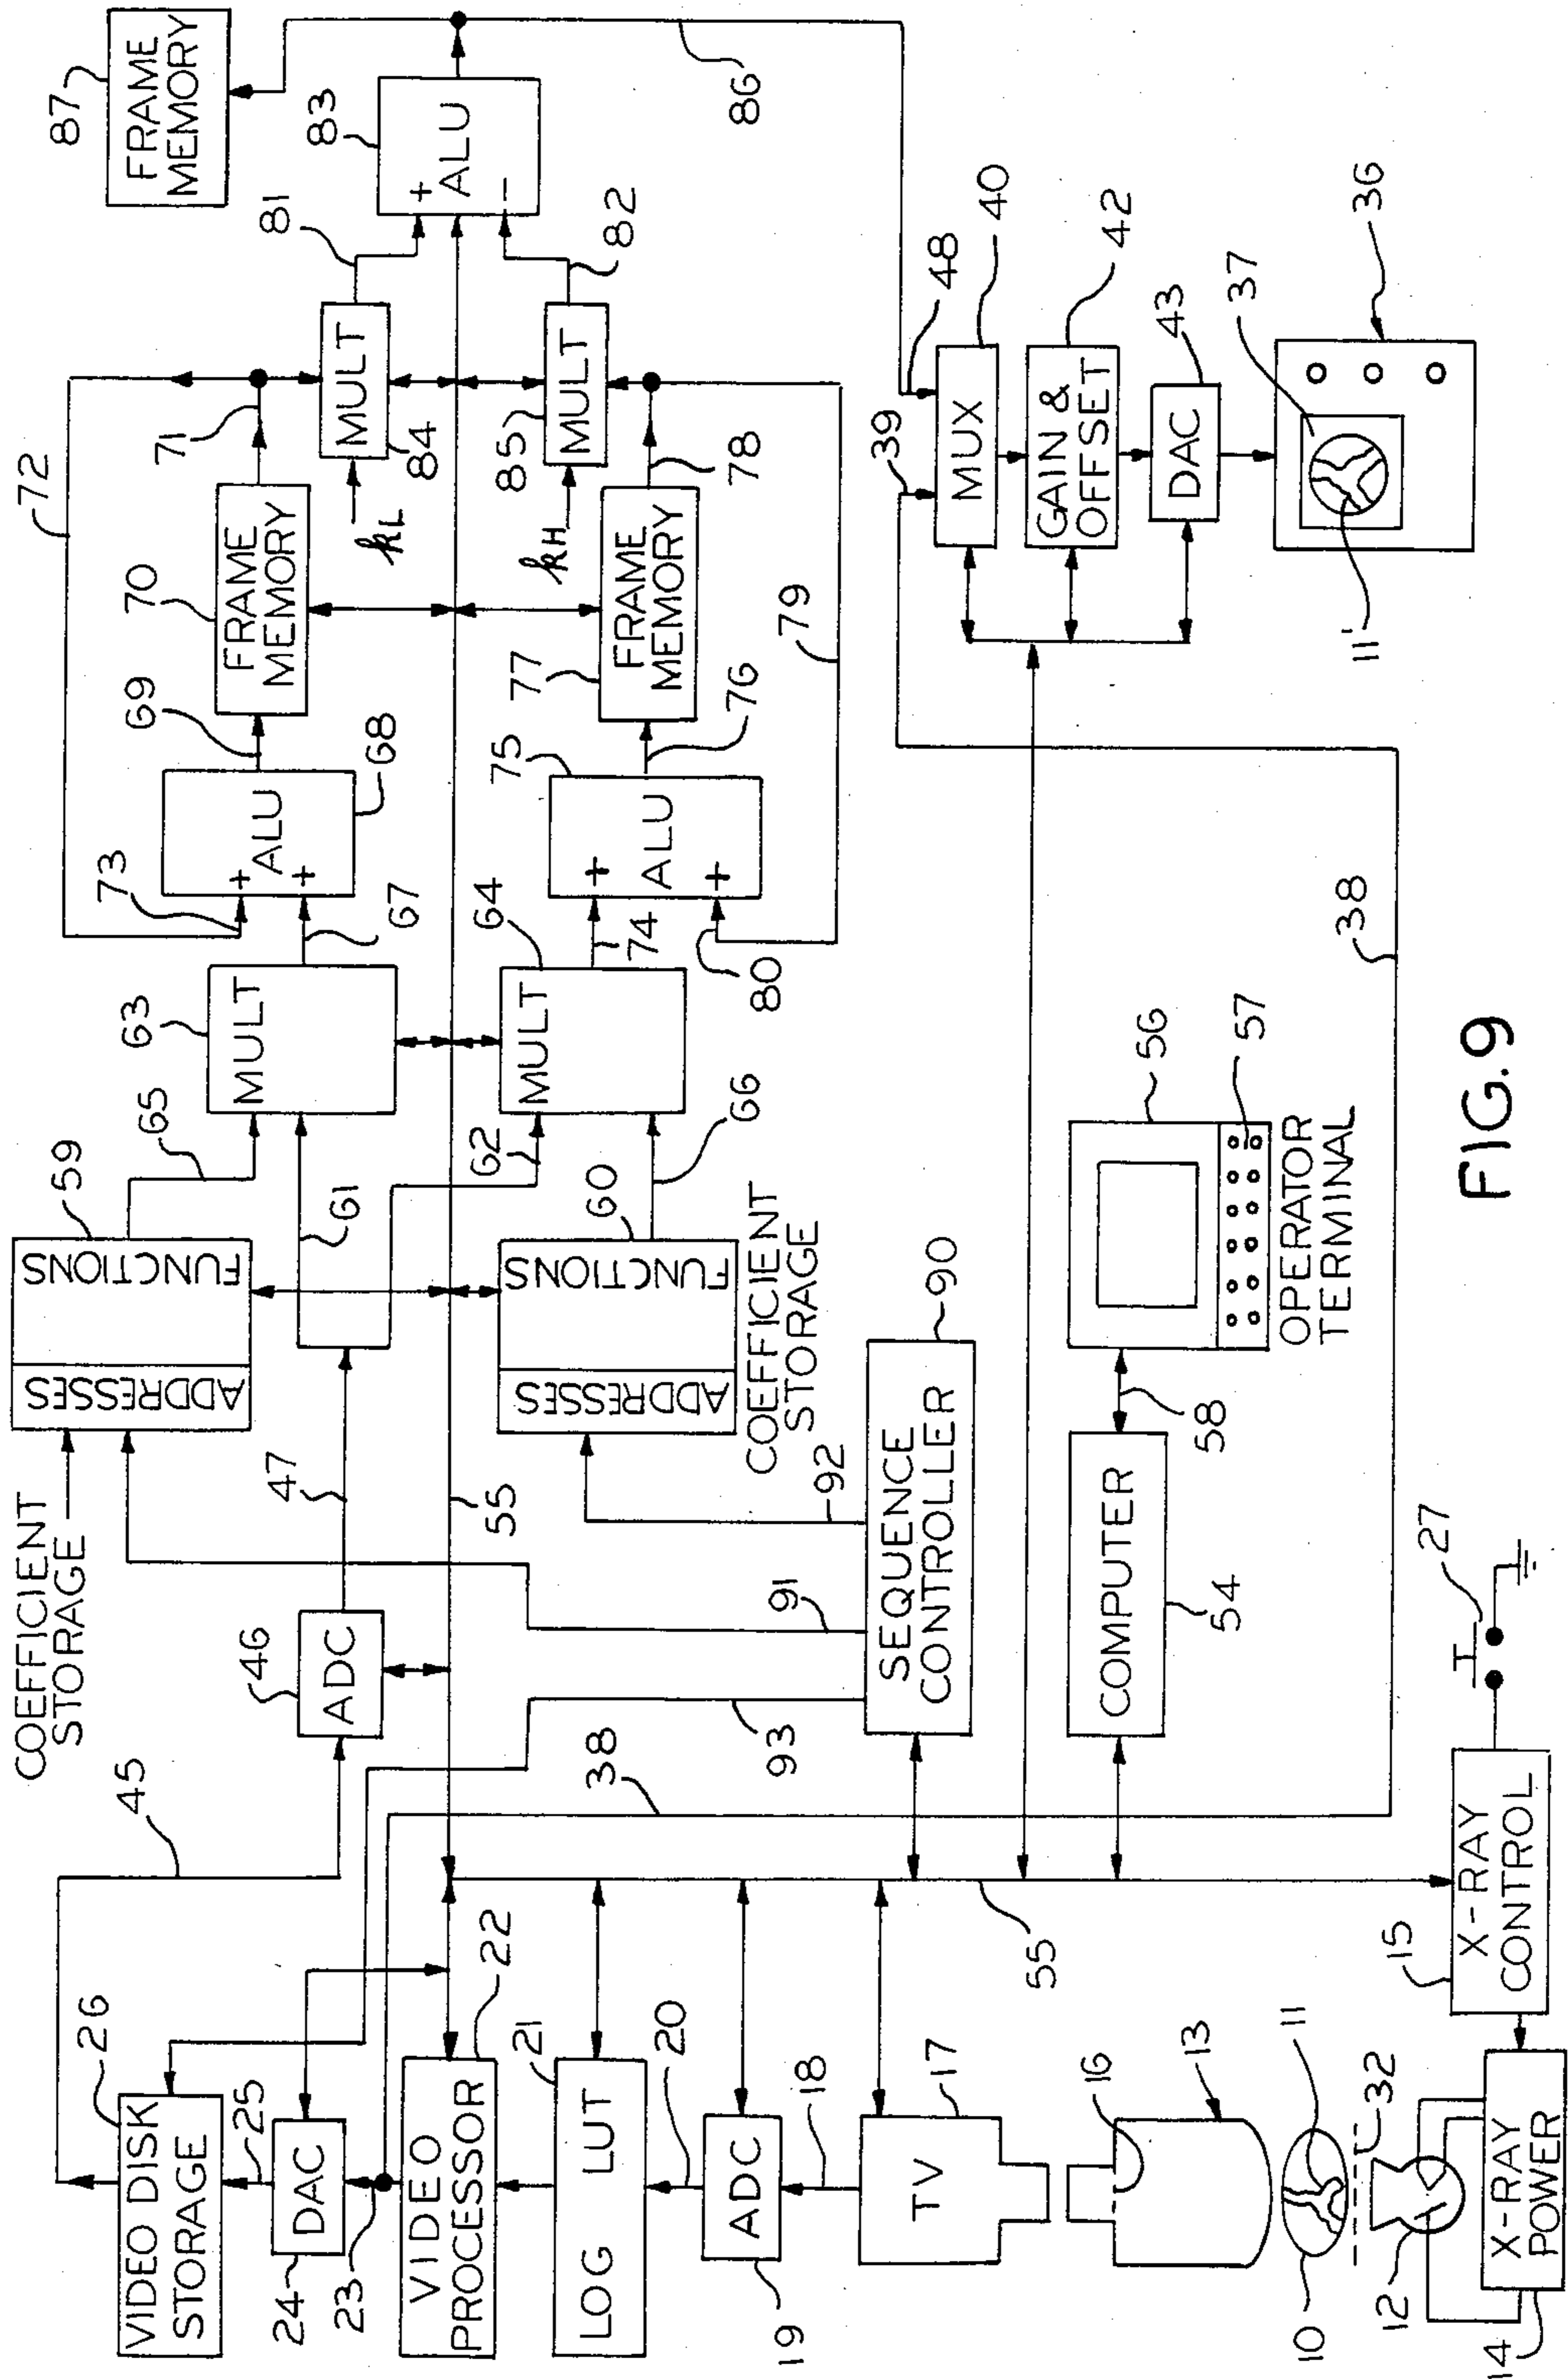 87
FRAME
MEMORY
72
71
81
83
ALU
+
-
86
70
FRAME
MEMORY
69
68
ALU
+
+
73
67
63
MULT
65
59
FUNCTIONS
ADDRESSES
COEFFICIENT
STORAGE
61
47
46
ADC
45
MULT
84
kL
85
MULT
kH
82
78
77
FRAME
MEMORY
76
75
ALU
+
+
79
80
74
64
MULT
62
66
60
FUNCTIONS
ADDRESSES
COEFFICIENT
STORAGE
55
92
91
93
90
SEQUENCE
CONTROLLER
38
39
48
40
MUX
42
GAIN &
OFFSET
43
DAC
37
36
11'
38
56
57
OPERATOR
TERMINAL
58
COMPUTER
54
27
26
VIDEO DISK
STORAGE
25
24
DAC
23
22
VIDEO
PROCESSOR
21
LOG LUT
20
19
ADC
18
17
TV
16
13
11
10
32
12
14
X-RAY
POWER
15
X-RAY
CONTROL
55
FIG. 9